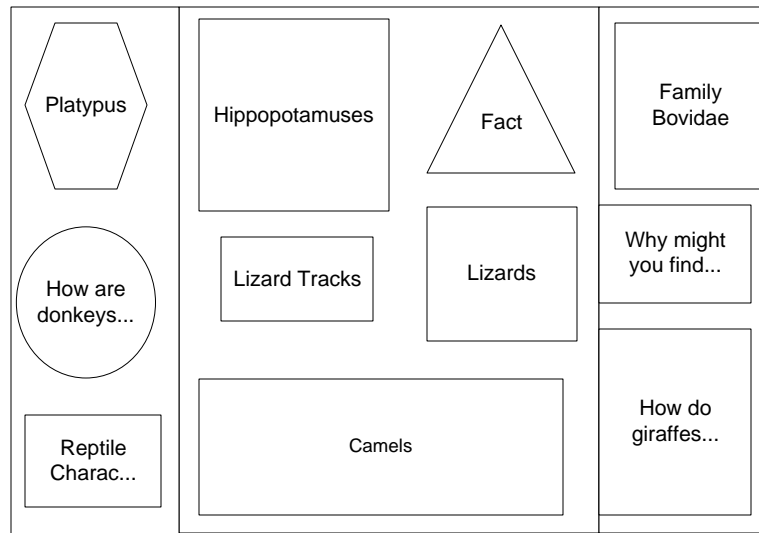 Platypus
How are
donkeys...
Reptile
Charac...
Hippopotamuses
Fact
Lizard Tracks
Lizards
Camels
Family
Bovidae
Why might
you find...
How do
giraffes...